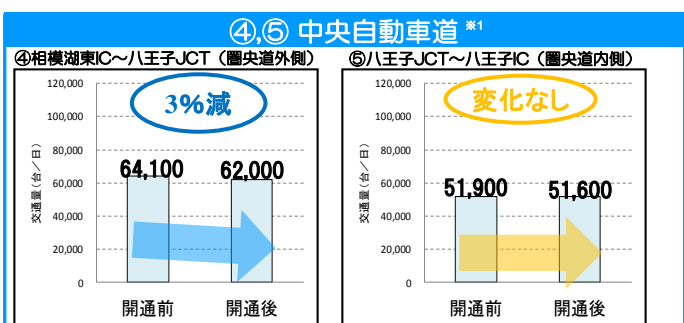 ④,⑤ 中央自動車道 ※1
④相模湖東IC～八王子JCT（圏央道外側）
3%減
120,000
100,000
80,000
60,000
40,000
20,000
0
交通量（台／日）
64,100
62,000
開通前
開通後
⑤八王子JCT～八王子IC（圏央道内側）
変化なし
120,000
100,000
80,000
60,000
40,000
20,000
0
交通量（台／日）
51,900
51,600
開通前
開通後